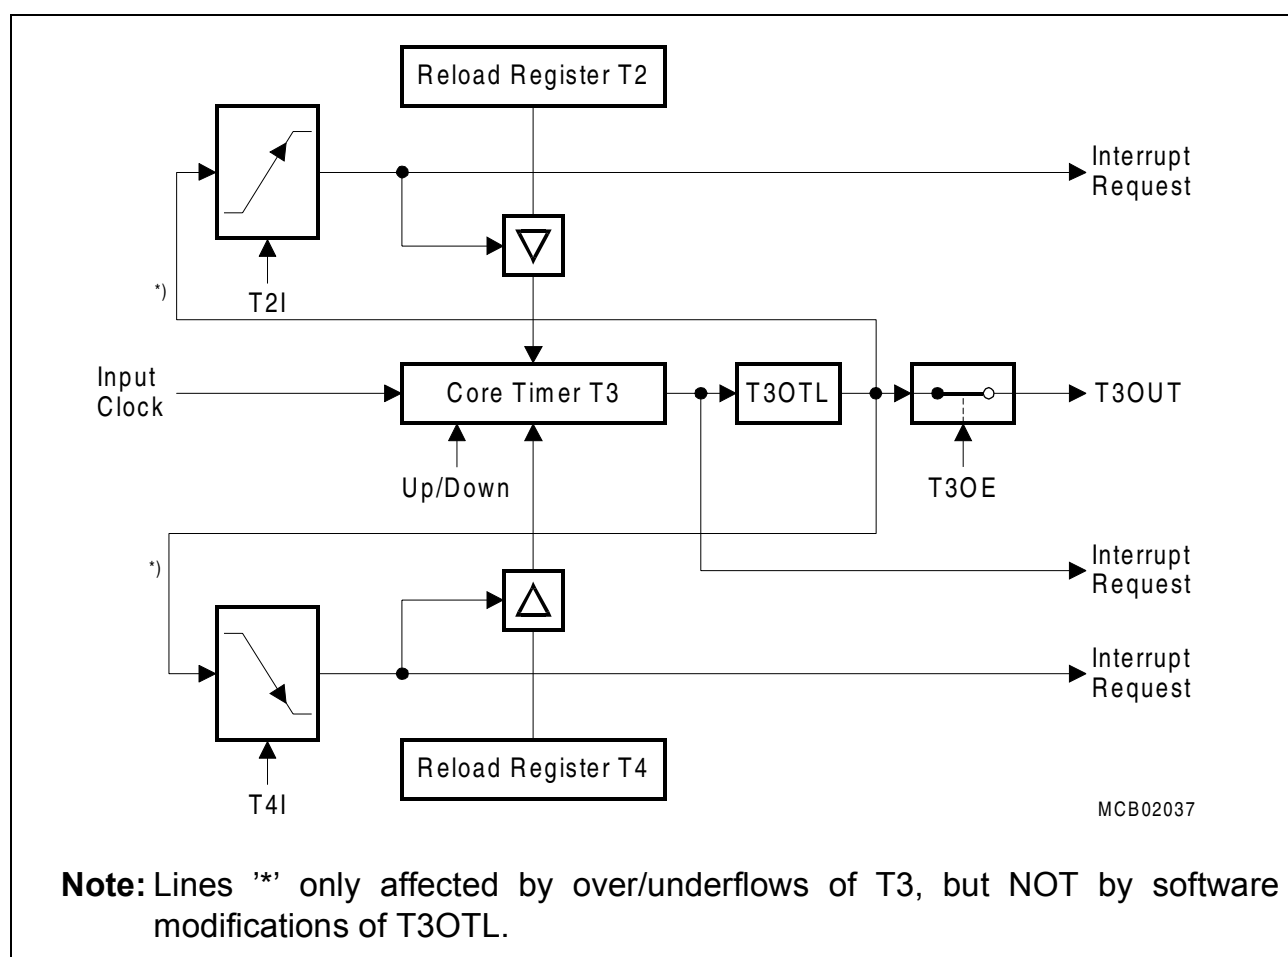 Reload Register T2
Interrupt
Request
*)
T2I
Input
Clock
Core Timer T3
T3OTL
T3OUT
Up/Down
T3OE
*)
Interrupt
Request
Interrupt
Request
Reload Register T4
T4I
MCB02037
Note: Lines ’*’ only affected by over/underflows of T3, but NOT by software
modifications of T3OTL.